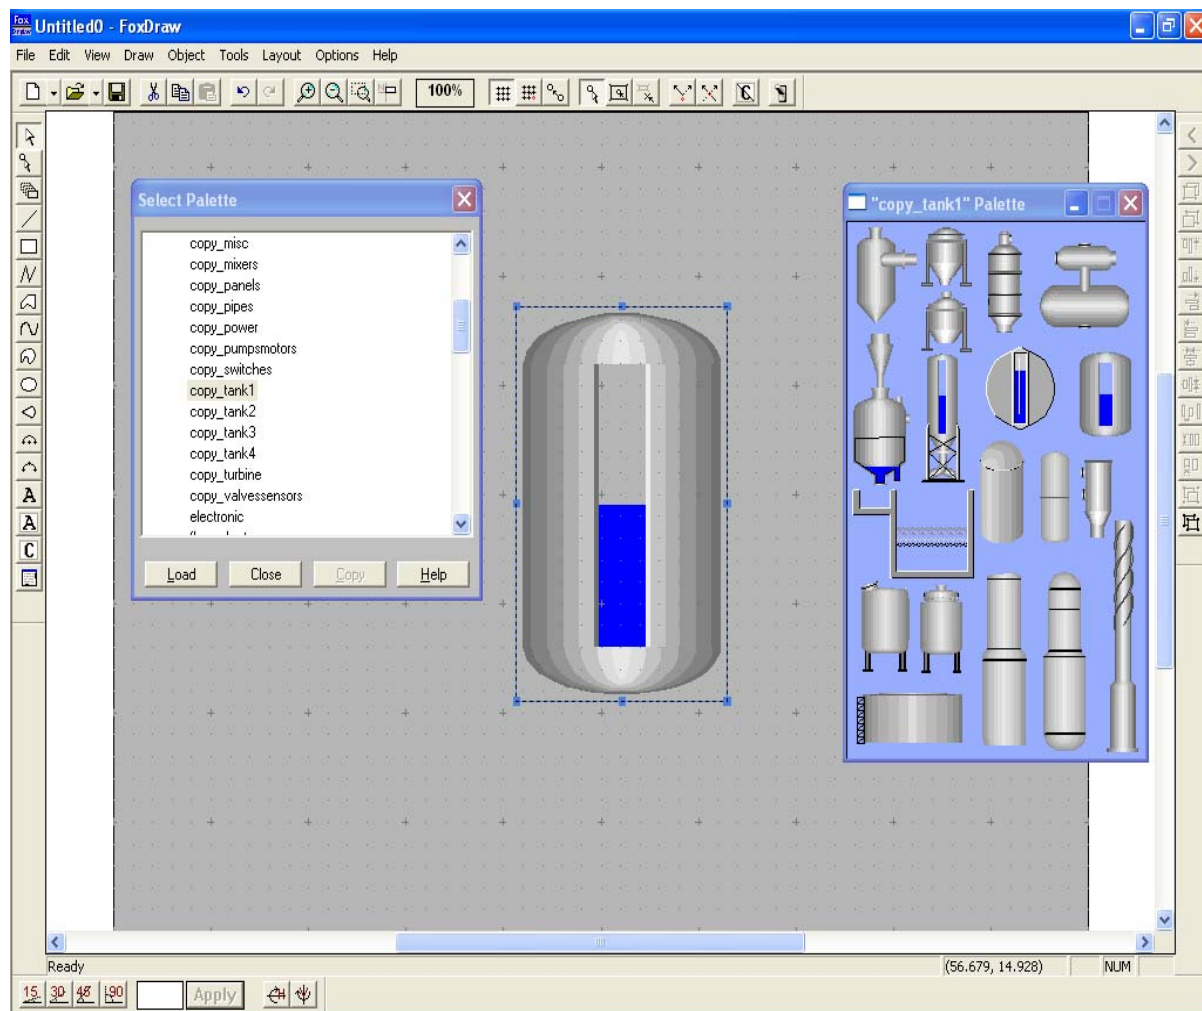 Fox
Draw
Untitled0 - FoxDraw
File Edit View Draw Object Tools Layout Options Help
100%
Select Palette
copy_misc
copy_mixers
copy_panels
copy_pipes
copy_power
copy_pumpsmotors
copy_switches
copy_tank1
copy_tank2
copy_tank3
copy_tank4
copy_turbine
copy_valvessensors
electronic
Load Close Copy Help
"copy_tank1" Palette
A
A
C
Ready (56.679, 14.928) NUM
15 30 45 90 Apply